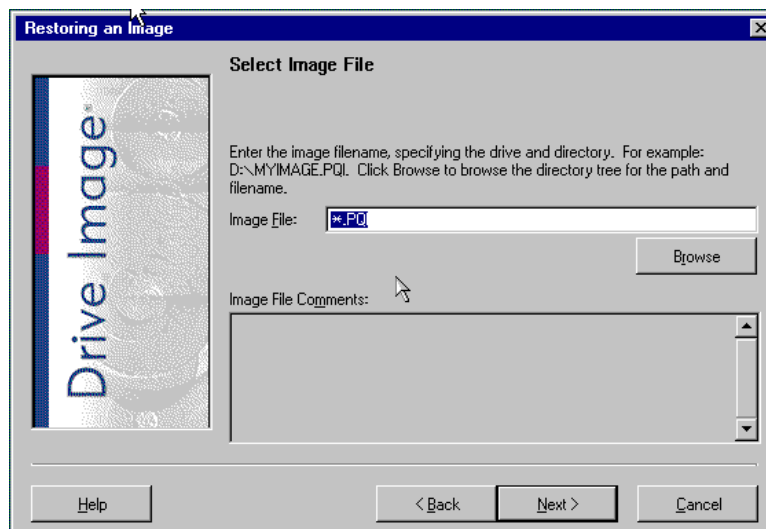 Restoring an Image
Drive Image®
Select Image File
Enter the image filename, specifying the drive and directory. For example:
D:\MYIMAGE.PQI. Click Browse to browse the directory tree for the path and
filename.
Image File: *.PQI
Browse
Image File Comments:
Help
< Back
Next >
Cancel